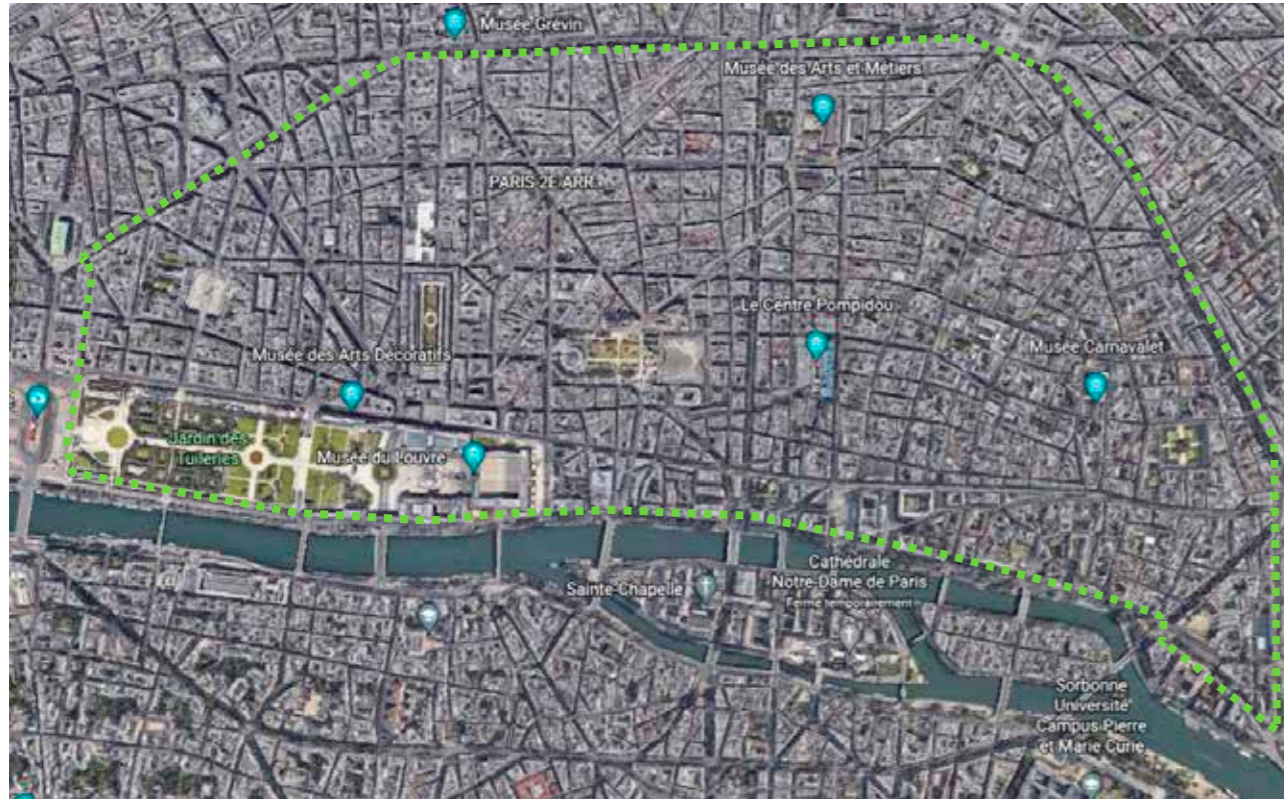 Musée Grévin
Musée des Arts et Métiers
PARIS 2E ARR.
Le Centre Pompidou
Musée Carnavalet
Musée des Arts Décoratifs
Jardin des
Tuileries
Musée du Louvre
Cathédrale
Notre-Dame de Paris
Fermé temporairement
Sainte-Chapelle
Sorbonne
Université
Campus Pierre
et Marie Curie